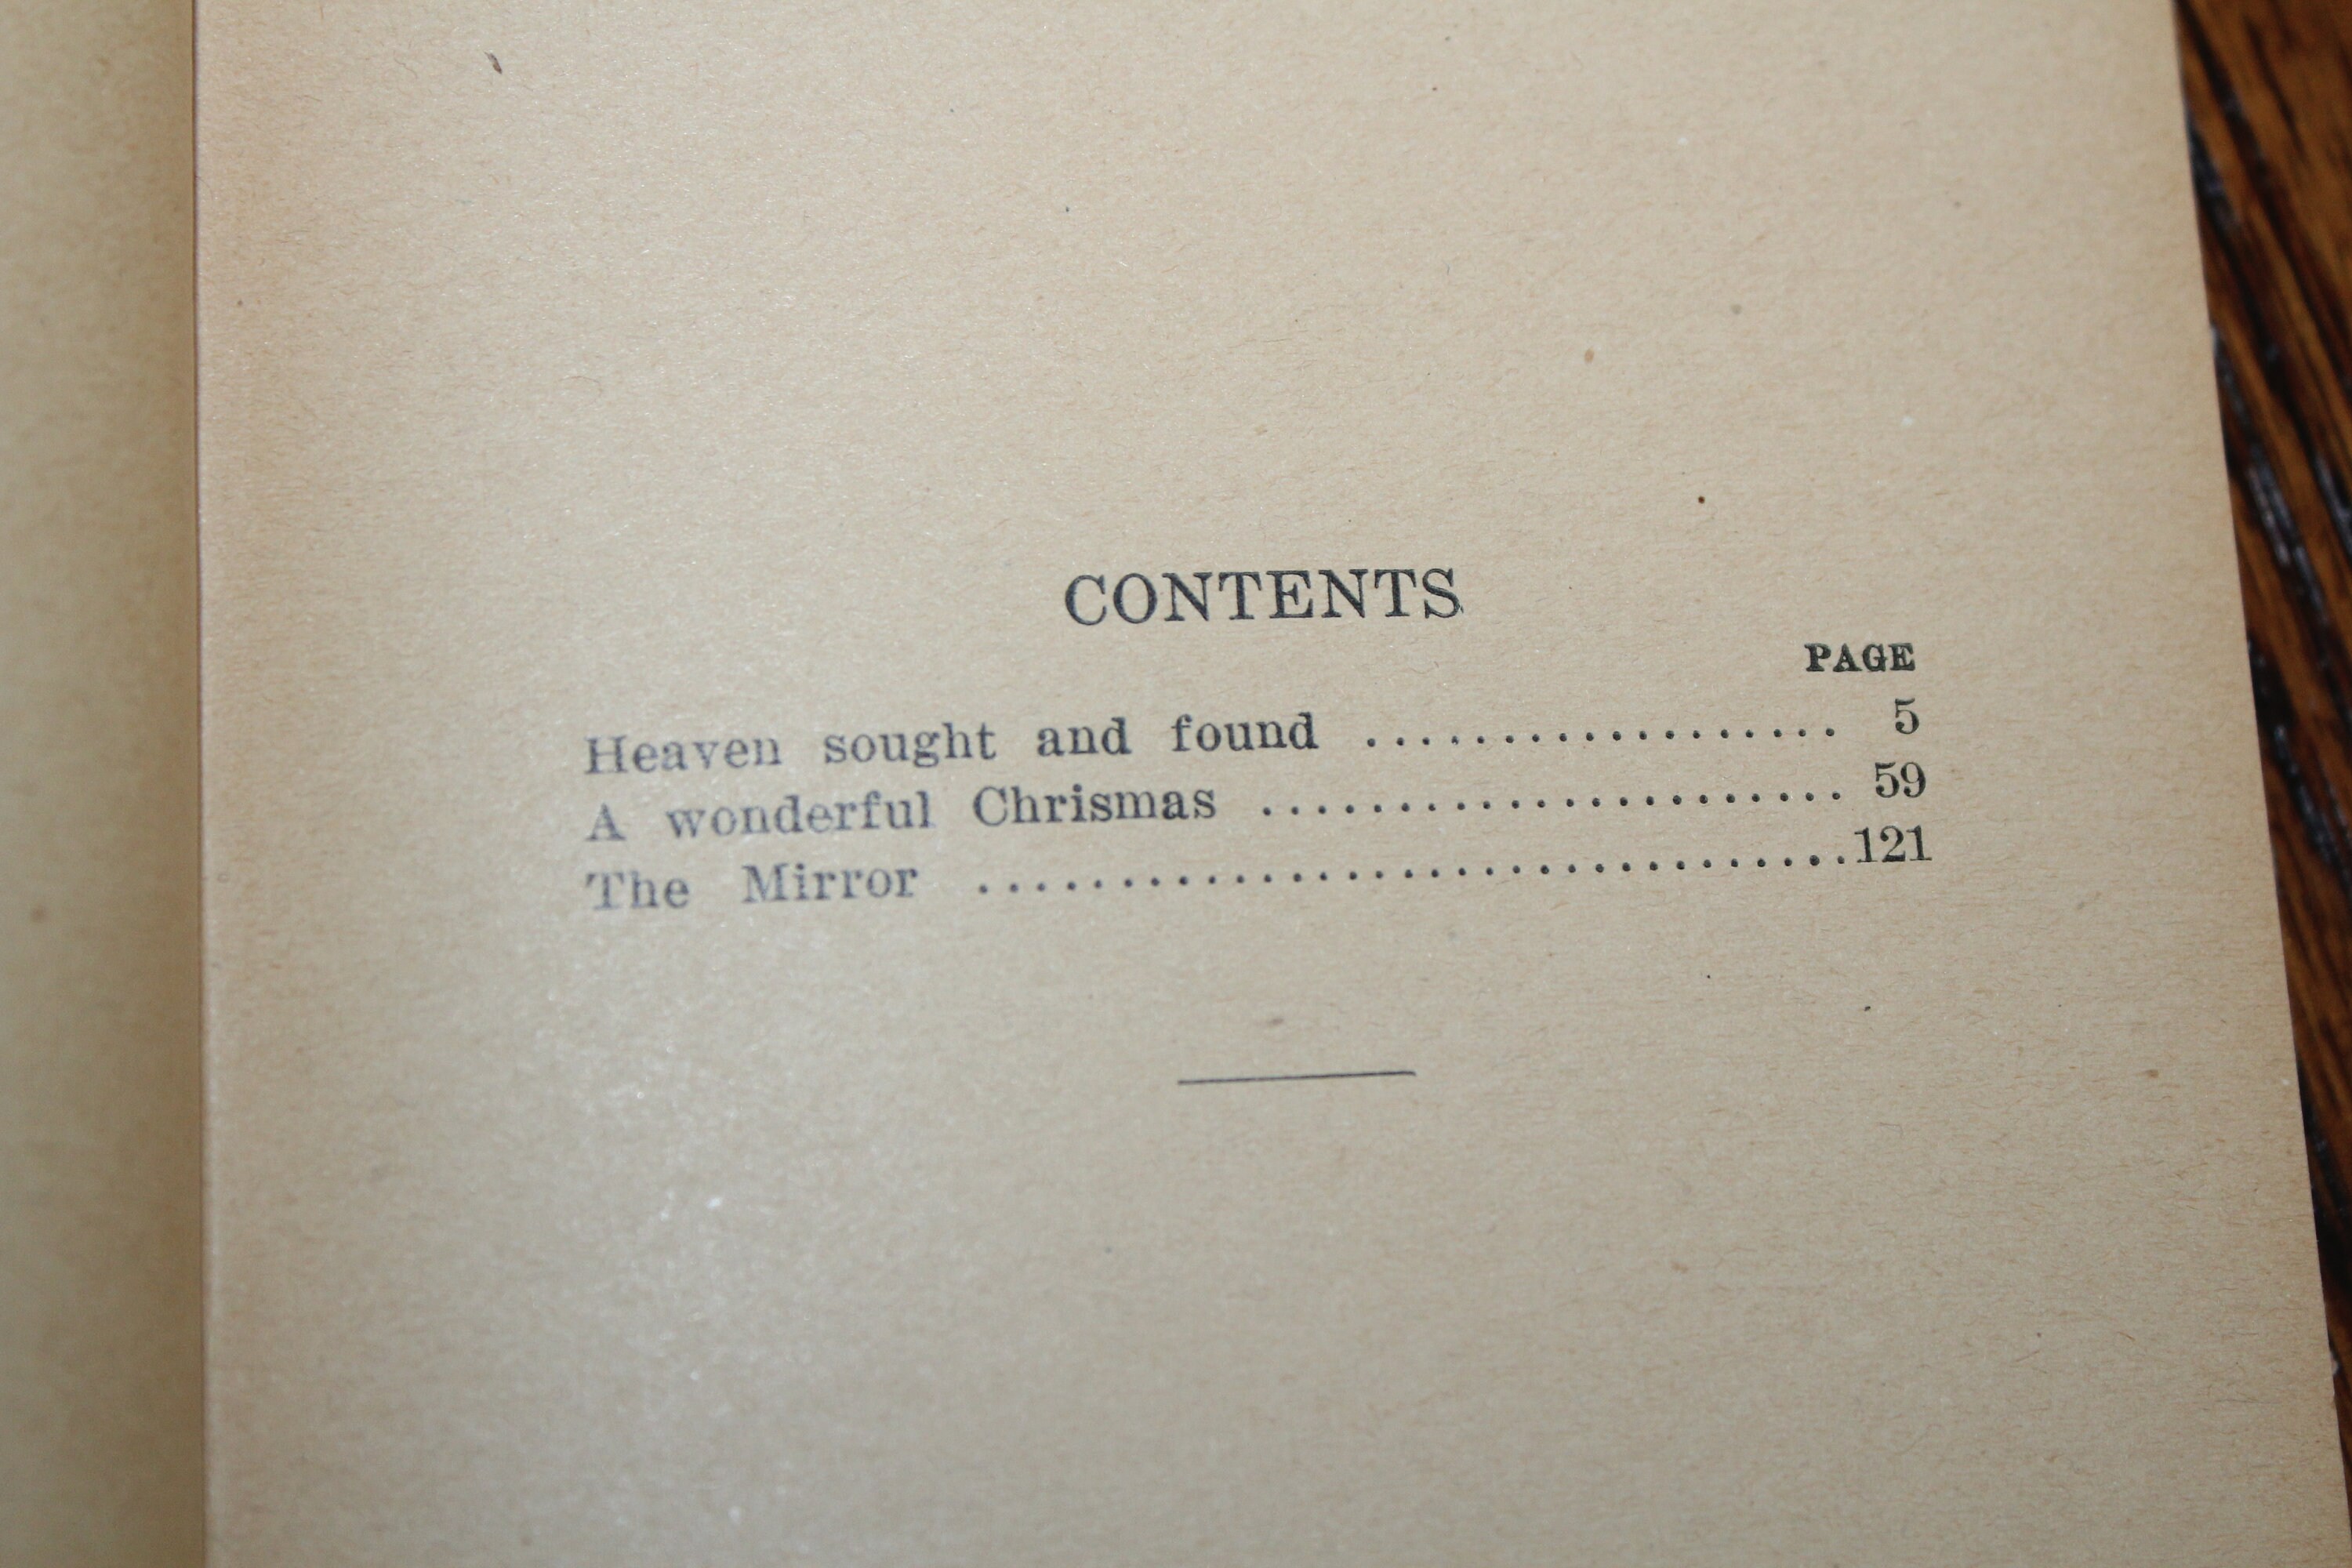 CONTENTS
PAGE
Heaven sought and found ................. 5
A wonderful Chrismas ...................... 59
The Mirror ................................121